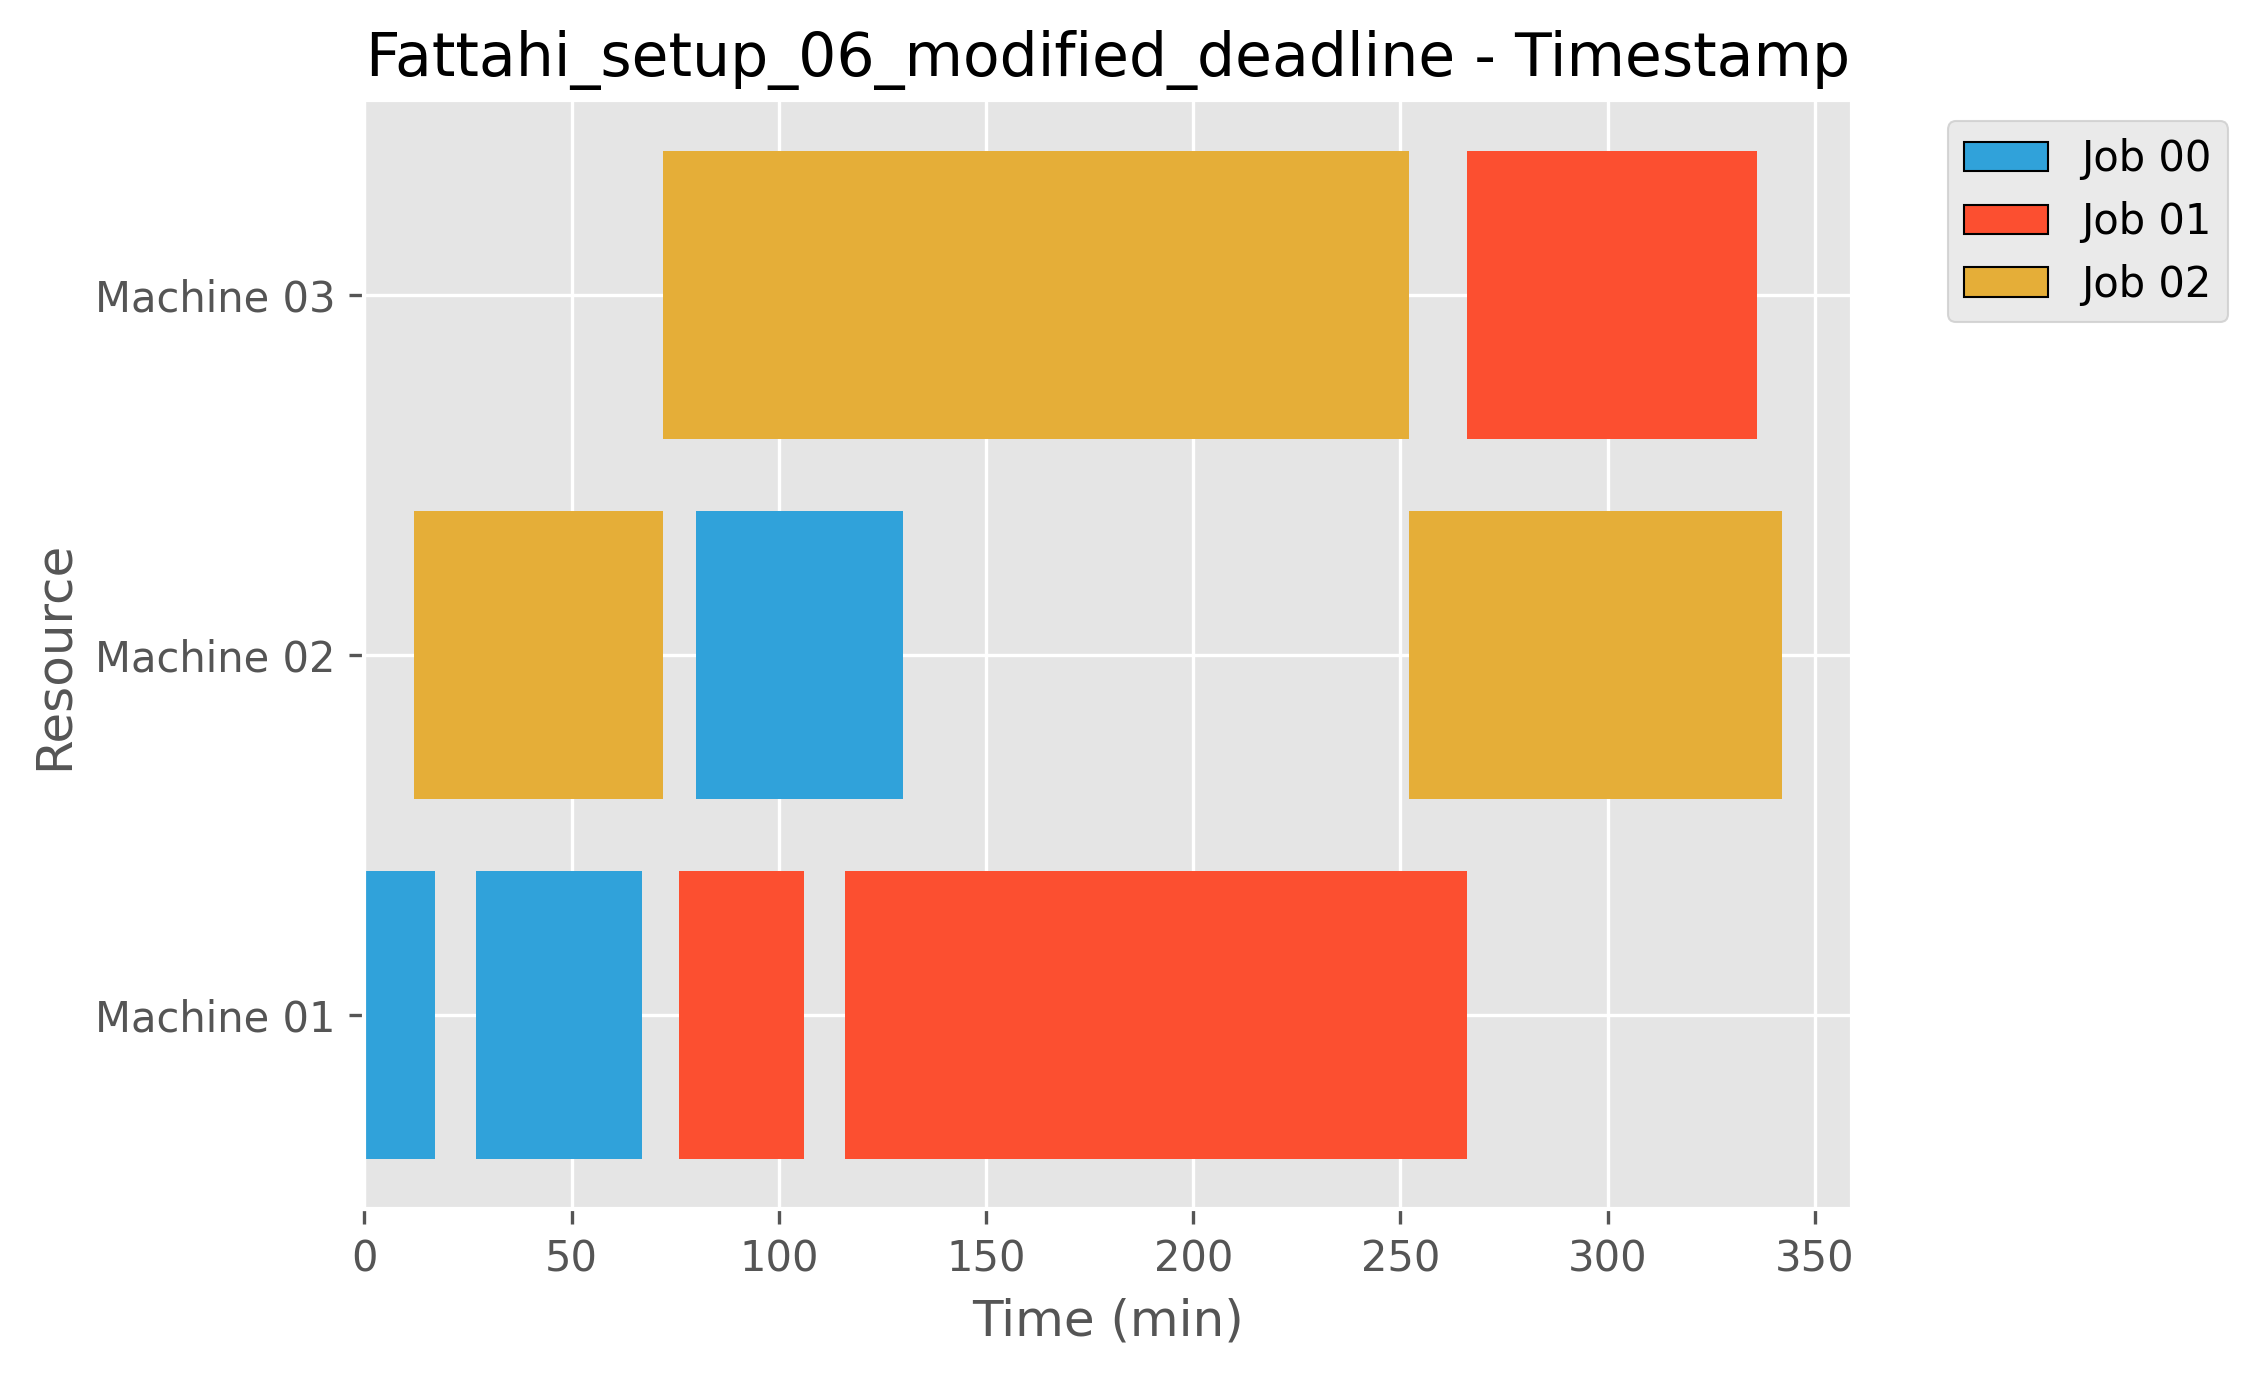 Fattahi_setup_06_modified_deadline - Timestamp
Job 00
Job 01
Job 02
Machine 03
Machine 02
Machine 01
Resource
0 50 100 150 200 250 300 350
Time (min)